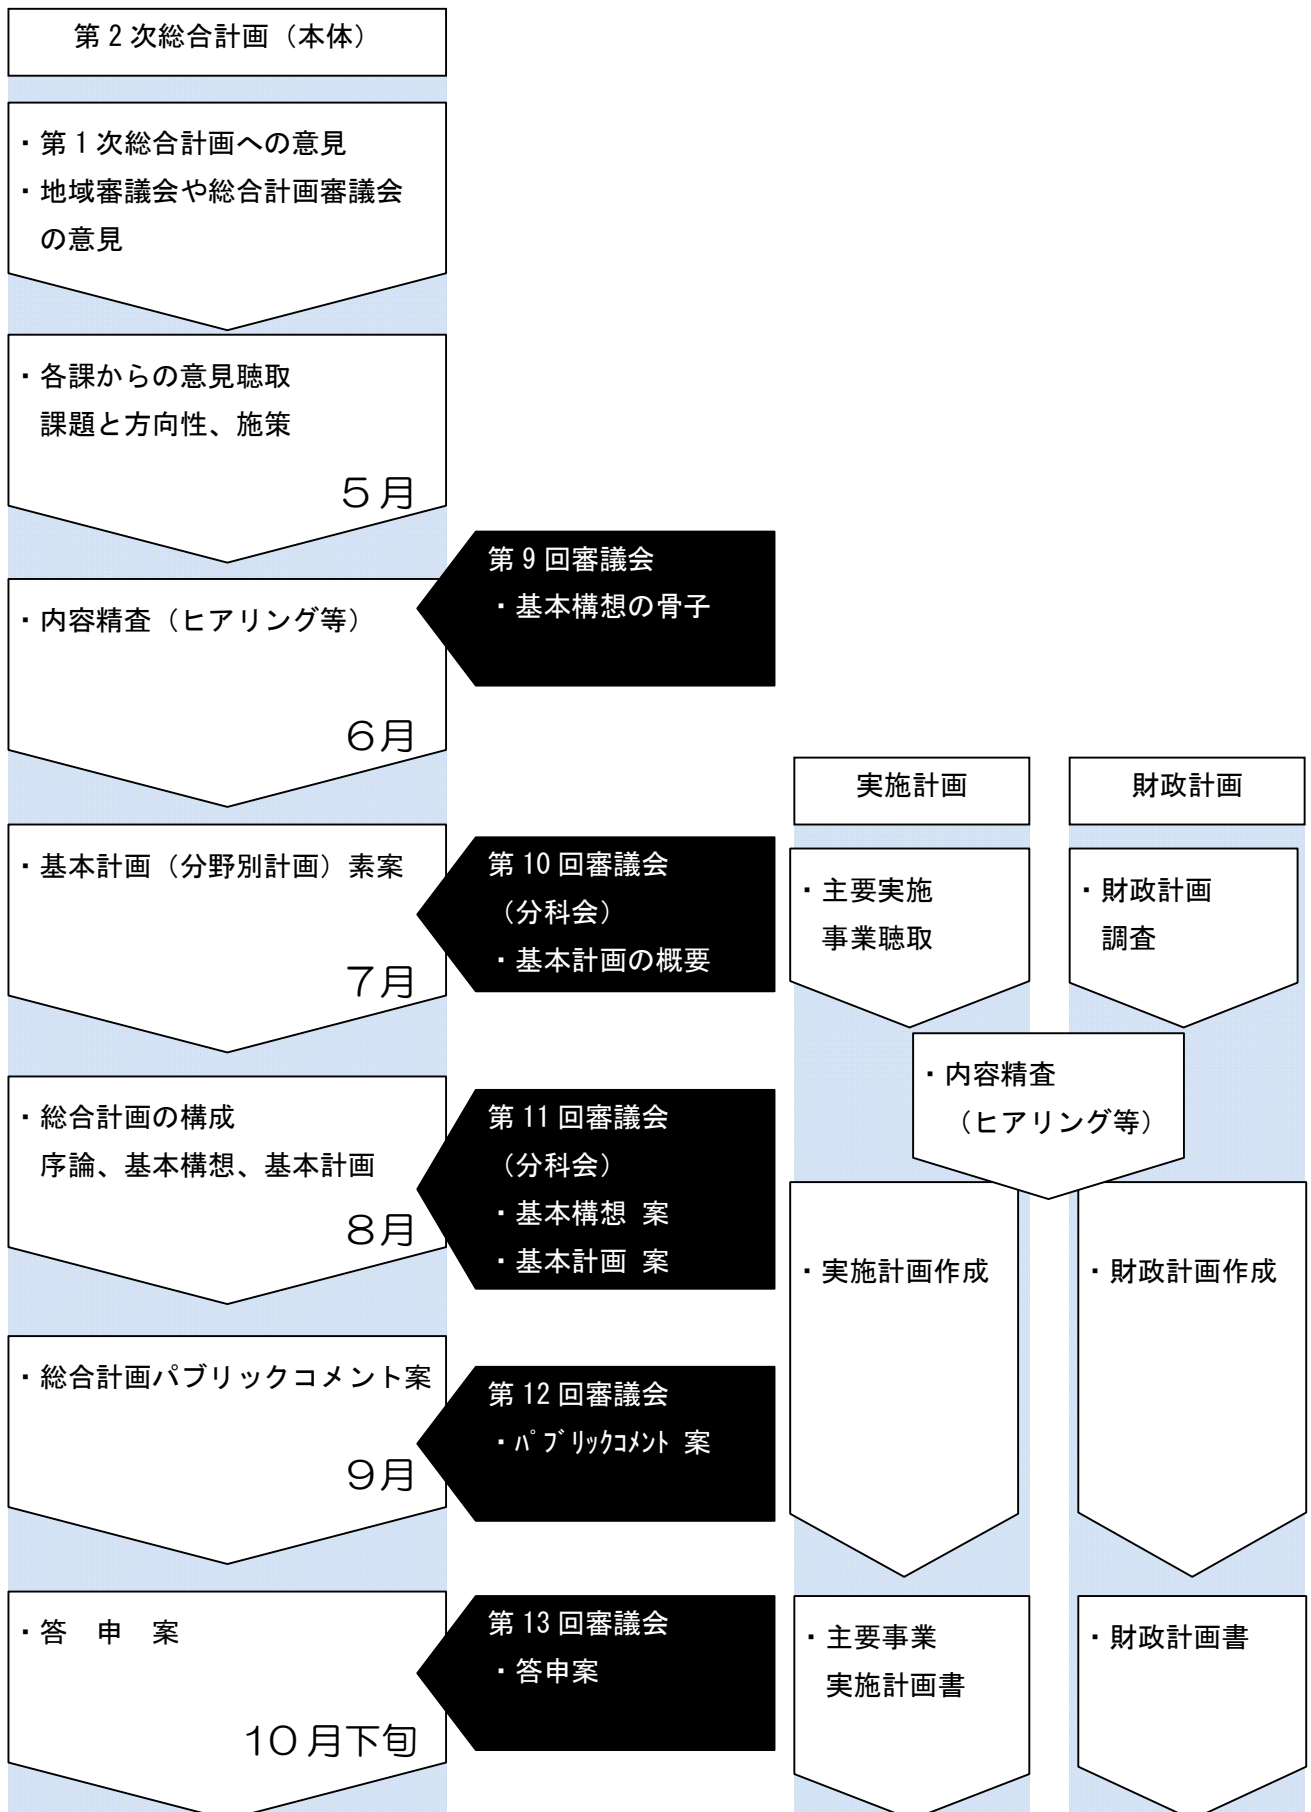 第2次総合計画（本体）
・第1次総合計画への意見
・地域審議会や総合計画審議会
の意見
・各課からの意見聴取
課題と方向性、施策
5月
第9回審議会
・基本構想の骨子
・内容精査（ヒアリング等）
6月
実施計画
財政計画
・基本計画（分野別計画）素案
7月
第10回審議会
（分科会）
・基本計画の概要
・主要実施
事業聴取
・財政計画
調査
・内容精査
（ヒアリング等）
・総合計画の構成
序論、基本構想、基本計画
8月
第11回審議会
（分科会）
・基本構想 案
・基本計画 案
・実施計画作成
・財政計画作成
・総合計画パブリックコメント案
9月
第12回審議会
・ﾊﾟﾌﾞﾘｯｸｺﾒﾝﾄ 案
・答　申　案
10月下旬
第13回審議会
・答申案
・主要事業
実施計画書
・財政計画書